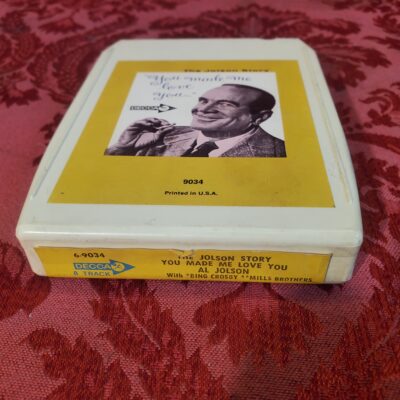 The Jolson Story
"You made me
love
you..."
DECCA
9034
Printed in U.S.A.
6-9034
DECCA
8 TRACK
THE JOLSON STORY
YOU MADE ME LOVE YOU
AL JOLSON
With *BING CROSBY **MILLS BROTHERS